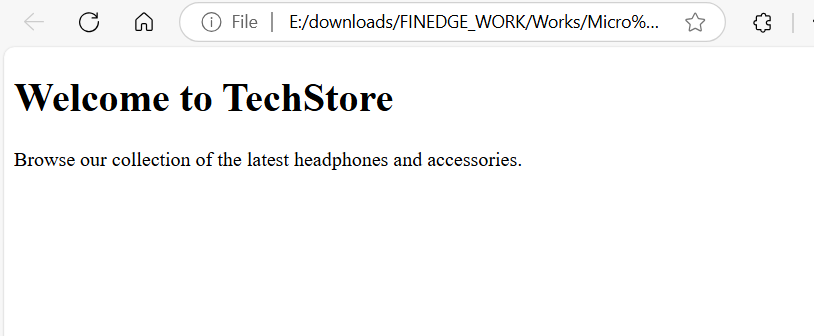 File
E:/downloads/FINEDGE_WORK/Works/Micro%...
Welcome to TechStore
Browse our collection of the latest headphones and accessories.